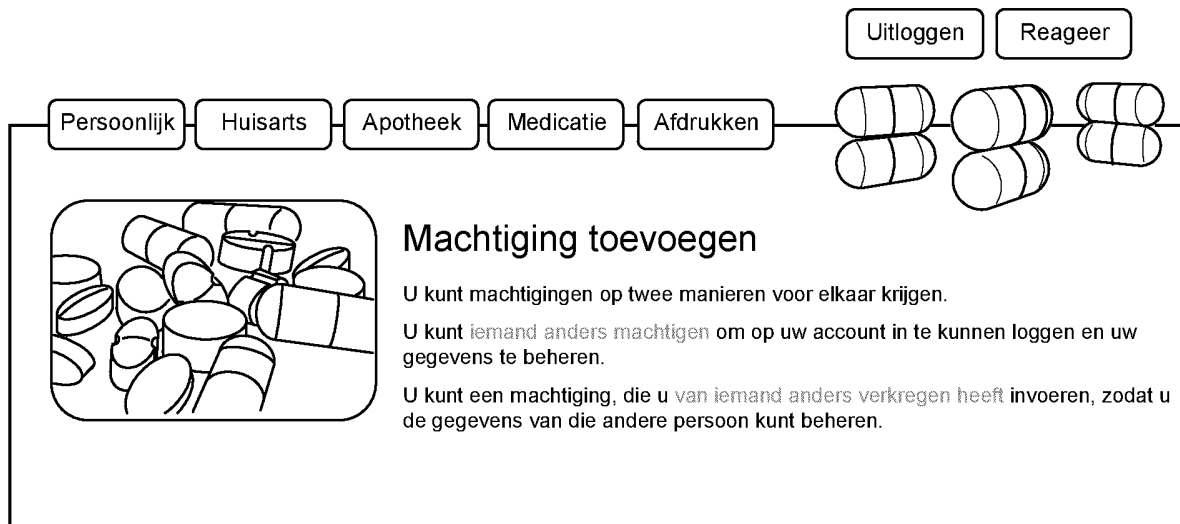 Uitloggen Reageer
Persoonlijk Huisarts Apotheek Medicatie Afdrukken
Machtiging toevoegen
U kunt machtigingen op twee manieren voor elkaar krijgen.
U kunt iemand anders machtigen om op uw account in te kunnen loggen en uw
gegevens te beheren.
U kunt een machtiging, die u van iemand anders verkregen heeft invoeren, zodat u
de gegevens van die andere persoon kunt beheren.